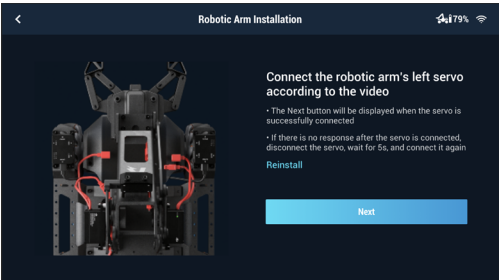 Robotic Arm Installation
79%
Connect the robotic arm's left servo
according to the video
• The Next button will be displayed when the servo is
successfully connected
• If there is no response after the servo is connected,
disconnect the servo, wait for 5s, and connect it again
Reinstall
Next